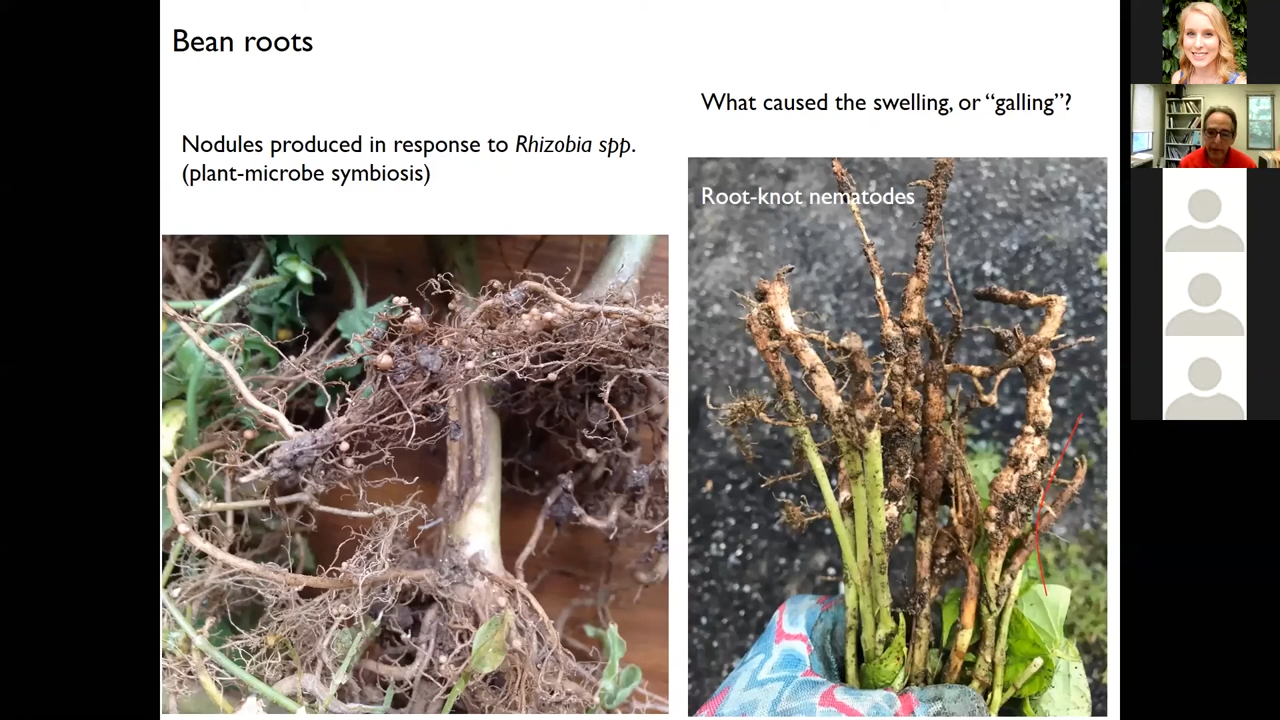 Bean roots
Nodules produced in response to Rhizobia spp.
(plant-microbe symbiosis)
What caused the swelling, or “galling”?
Root-knot nematodes